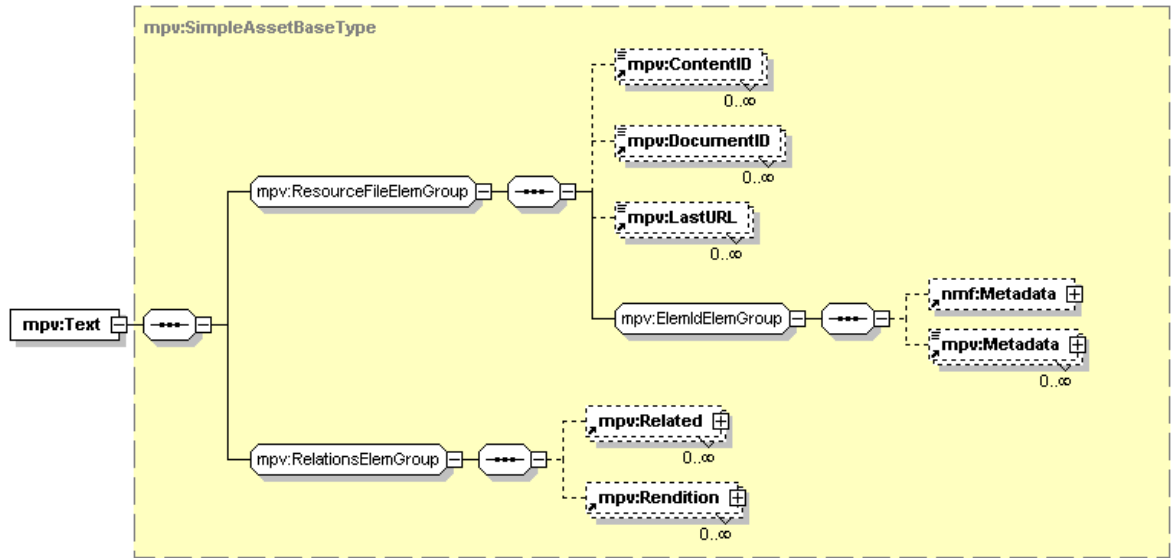 mpv:SimpleAssetBaseType
mpv:ContentID
0..∞
mpv:DocumentID
0..∞
mpv:ResourceFileElemGroup
mpv:LastURL
0..∞
nmf:Metadata
mpv:Text
mpv:ElemIdElemGroup
mpv:Metadata
0..∞
mpv:Related
0..∞
mpv:RelationsElemGroup
mpv:Rendition
0..∞